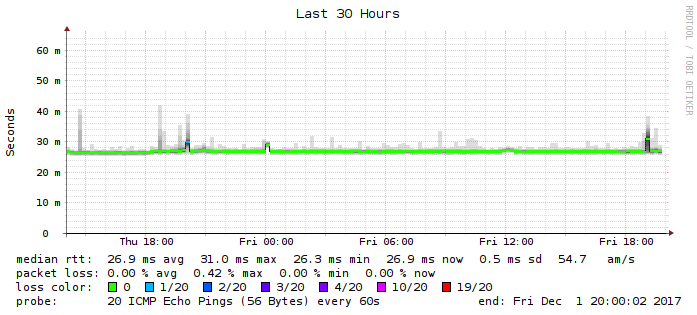 Last 30 Hours
RRDTOOL / TOBI OETIKER
Seconds
60 m
50 m
40 m
30 m
20 m
10 m
0
Thu 18:00 Fri 00:00 Fri 06:00 Fri 12:00 Fri 18:00
median rtt: 26.9 ms avg 31.0 ms max 26.3 ms min 26.9 ms now 0.5 ms sd 54.7 am/s
packet loss: 0.00 % avg 0.42 % max 0.00 % min 0.00 % now
loss color: 0 1/20 2/20 3/20 4/20 10/20 19/20
probe: 20 ICMP Echo Pings (56 Bytes) every 60s end: Fri Dec 1 20:00:02 2017